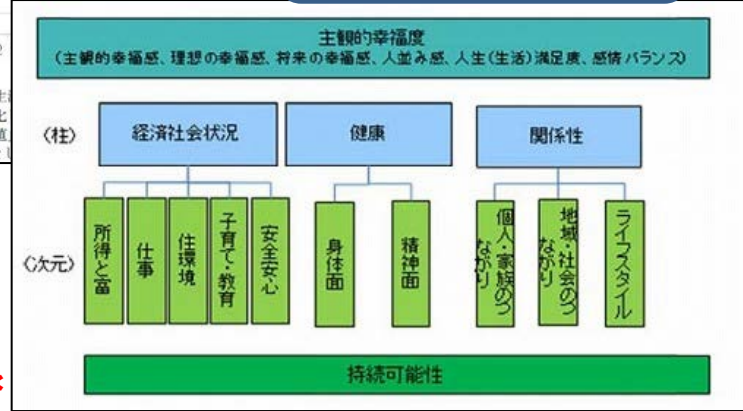 主観的幸福度
(主観的幸福感、理想の幸福感、将来の幸福感、人並み感、人生(生活)満足度、感情バランス)
〈柱〉
経済社会状況
健康
関係性
〈次元〉
所得と富
仕事
住環境
子育て・教育
安全安心
身体面
精神面
個人・家族のつ
ながり
地域・社会のつ
ながり
ライフスタイル
持続可能性